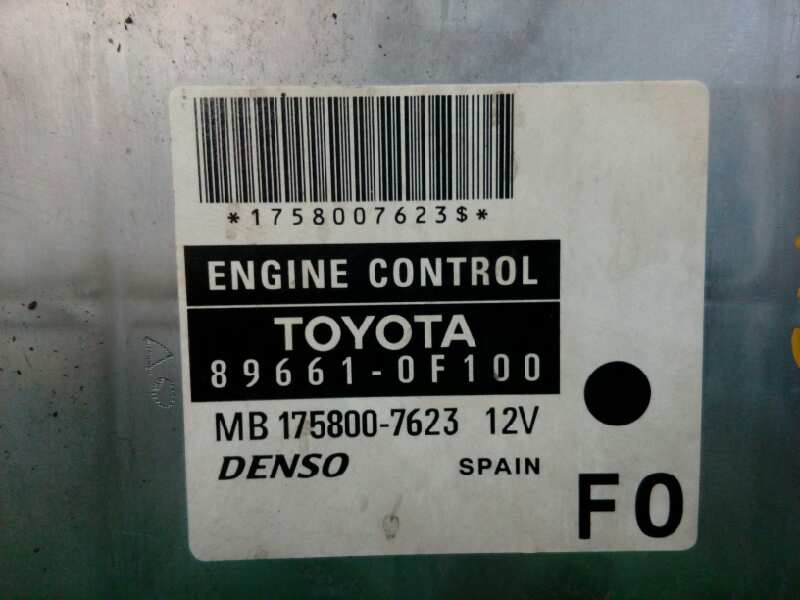 *1758007623$*
ENGINE CONTROL
TOYOTA
89661-0F100
MB 175800-7623 12V
DENSO SPAIN
F0